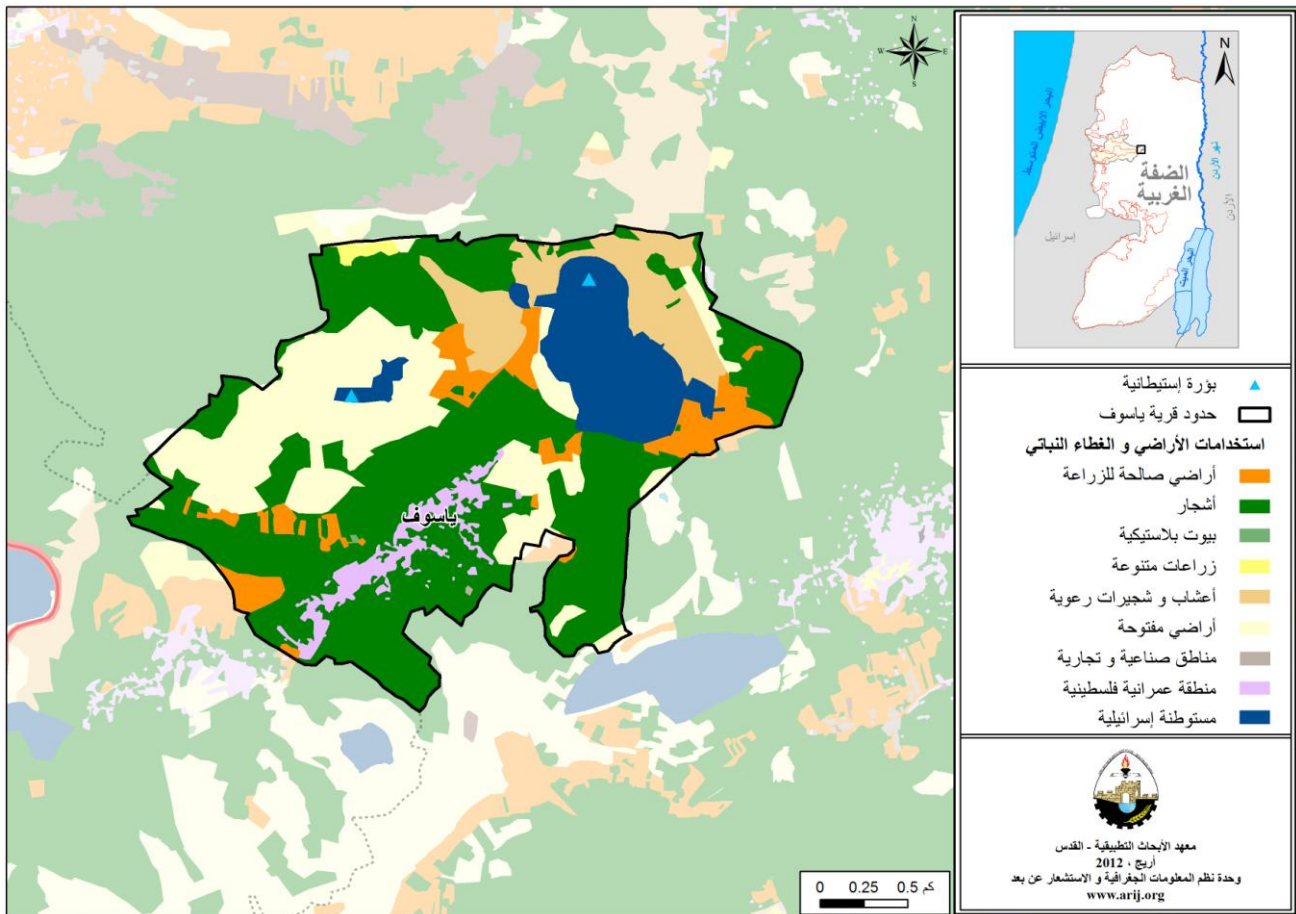 N
W
E
S
ياسوف
0 0.25 0.5 كم
N
البحر الابيض المتوسط
نهر الأردن
الضفة
الغربية
الأردن
إسرائيل
البحر الميت
بؤرة إستيطانية
حدود قرية ياسوف
استخدامات الأراضي و الغطاء النباتي
أراضي صالحة للزراعة
أشجار
بيوت بلاستيكية
زراعات متنوعة
أعشاب و شجيرات رعوية
أراضي مفتوحة
مناطق صناعية و تجارية
منطقة عمرانية فلسطينية
مستوطنة إسرائيلية
معهد الأبحاث التطبيقية - القدس
أريج ، 2012
وحدة نظم المعلومات الجغرافية و الاستشعار عن بعد
www.arij.org